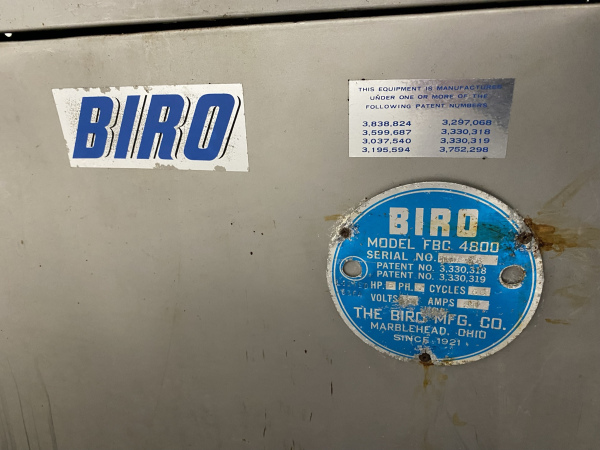 BIRO
THIS EQUIPMENT IS MANUFACTURED
UNDER ONE OR MORE OF THE
FOLLOWING PATENT NUMBERS
3,838,824 3,297,068
3,599,687 3,330,318
3,037,540 3,330,319
3,195,594 3,752,298
BIRO
MODEL FBC 4800
SERIAL NO.
PATENT NO. 3,330,318
PATENT NO. 3,330,319
HP. PH. CYCLES
VOLTS AMPS
THE BIRO MFG. CO.
MARBLEHEAD, OHIO
SINCE 1921